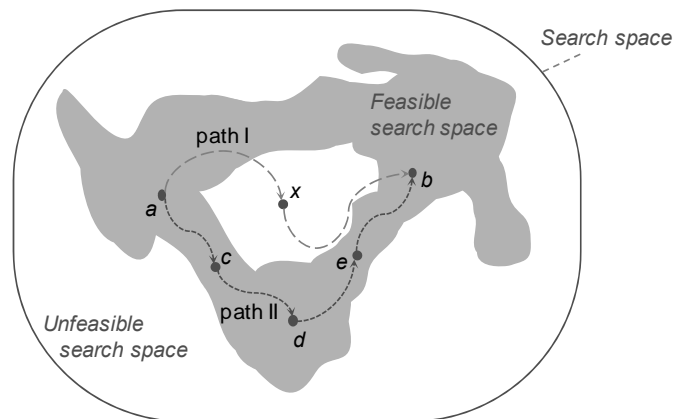 Search space
Feasible
search space
path I
x
b
a
c
e
path II
d
Unfeasible
search space